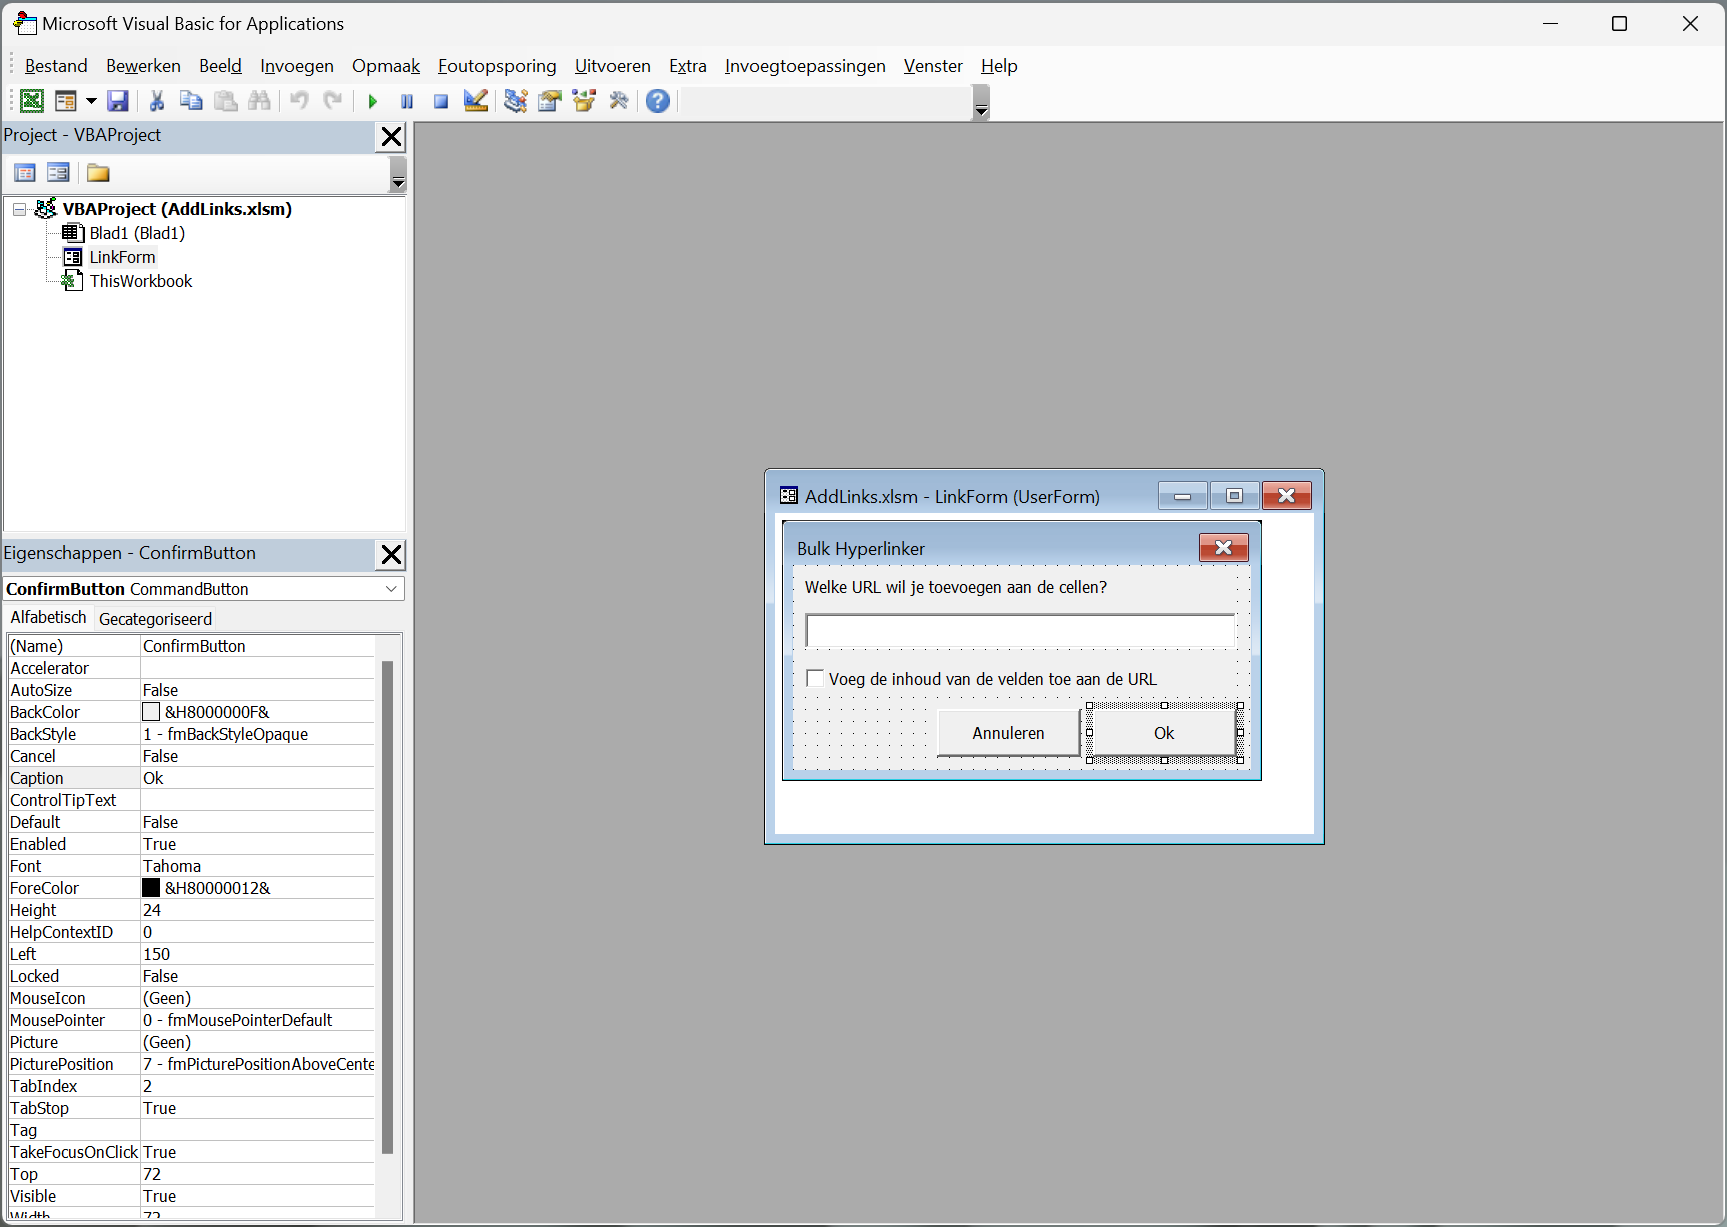 Microsoft Visual Basic for Applications
Bestand Bewerken Beeld Invoegen Opmaak Foutopsporing Uitvoeren Extra Invoegtoepassingen Venster Help
Project - VBAProject
VBAProject (AddLinks.xlsm)
Blad1 (Blad1)
LinkForm
ThisWorkbook
Eigenschappen - ConfirmButton
ConfirmButton CommandButton
Alfabetisch Gecategoriseerd
(Name) ConfirmButton
Accelerator
AutoSize False
BackColor &H8000000F&
BackStyle 1 - fmBackStyleOpaque
Cancel False
Caption Ok
ControlTipText
Default False
Enabled True
Font Tahoma
ForeColor &H80000012&
Height 24
HelpContextID 0
Left 150
Locked False
MouseIcon (Geen)
MousePointer 0 - fmMousePointerDefault
Picture (Geen)
PicturePosition 7 - fmPicturePositionAboveCente
TabIndex 2
TabStop True
Tag
TakeFocusOnClick True
Top 72
Visible True
Width 72
AddLinks.xlsm - LinkForm (UserForm)
Bulk Hyperlinker
Welke URL wil je toevoegen aan de cellen?
Voeg de inhoud van de velden toe aan de URL
Annuleren Ok